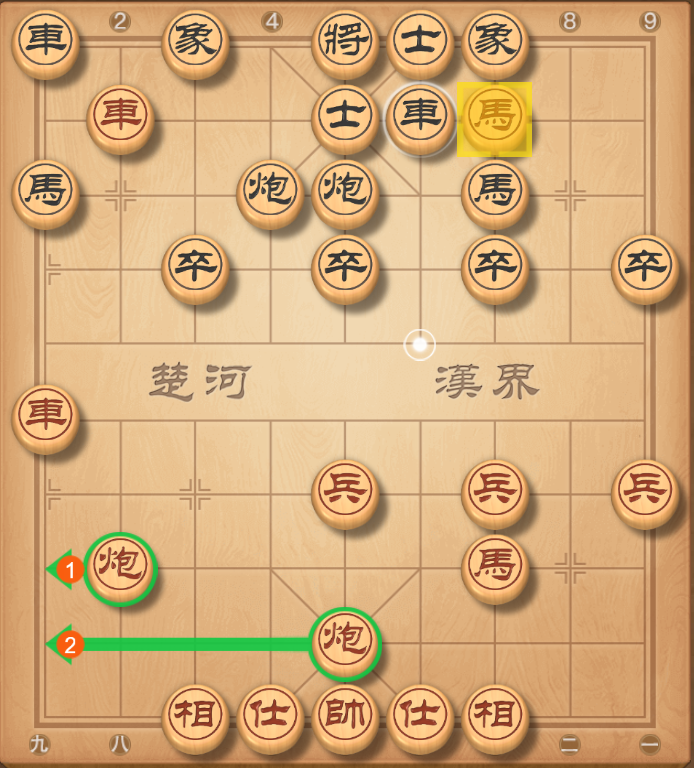 2 4 8 9
車 象 將 士 象
車 士 車 馬
馬 炮 炮 馬
卒 卒 卒 卒
楚河 漢界
車
兵 兵 兵
1 炮 馬
2 炮
相 仕 帥 仕 相
九 八 二 一